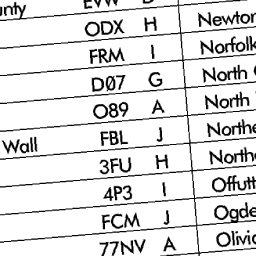 unty EVW
ODX H Newton
FRM I Norfolk
D07 G North
O89 A North
Wall FBL J Northe
3FU H Northe
4P3 I Offutt
FCM J Ogde
77NV A Olivia